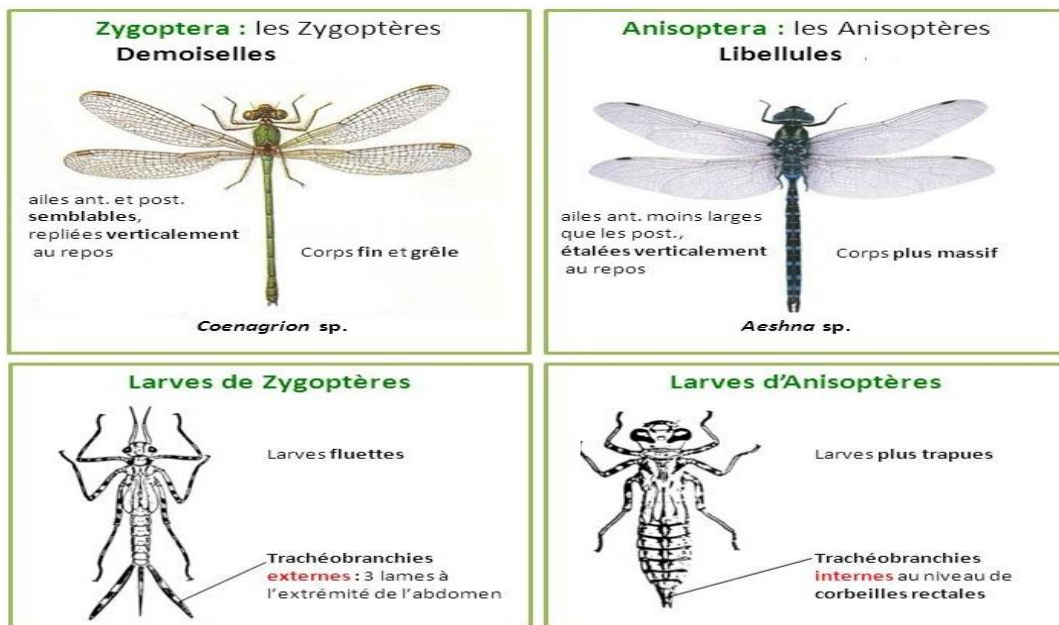 Zygoptera : les Zygoptères
Demoiselles
ailes ant. et post.
semblables,
repliées verticalement
au repos
Corps fin et grêle
Coenagrion sp.
Anisoptera : les Anisoptères
Libellules
ailes ant. moins larges
que les post.,
étalées verticalement
au repos
Corps plus massif
Aeshna sp.
Larves de Zygoptères
Larves fluettes
Trachéobranchies
externes : 3 lames à
l'extrémité de l'abdomen
Larves d'Anisoptères
Larves plus trapues
Trachéobranchies
internes au niveau de
corbeilles rectales